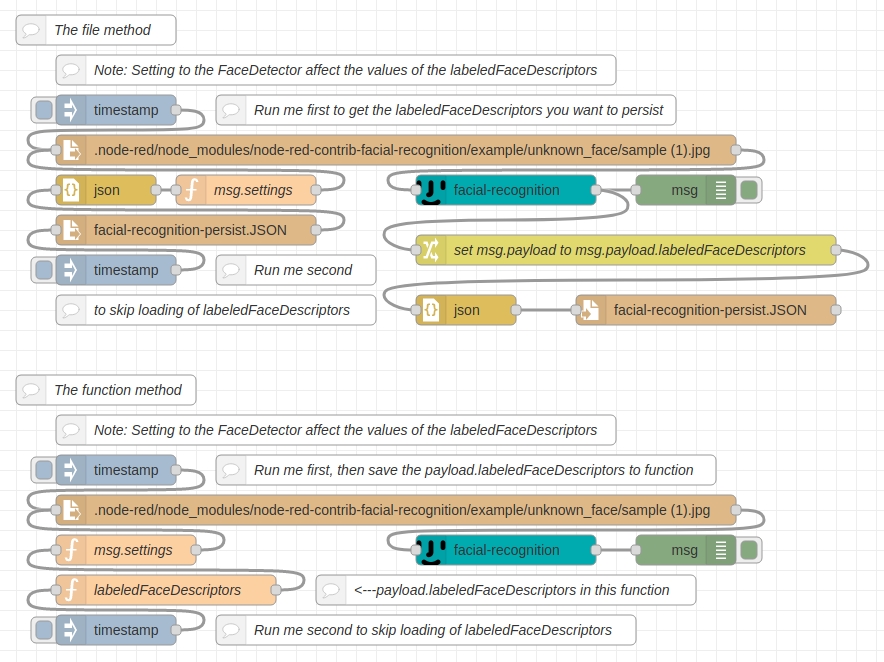 The file method
Note: Setting to the FaceDetector affect the values of the labeledFaceDescriptors
timestamp
Run me first to get the labeledFaceDescriptors you want to persist
.node-red/node_modules/node-red-contrib-facial-recognition/example/unknown_face/sample (1).jpg
json
msg.settings
facial-recognition
msg
facial-recognition-persist.JSON
set msg.payload to msg.payload.labeledFaceDescriptors
timestamp
Run me second
to skip loading of labeledFaceDescriptors
json
facial-recognition-persist.JSON
The function method
Note: Setting to the FaceDetector affect the values of the labeledFaceDescriptors
timestamp
Run me first, then save the payload.labeledFaceDescriptors to function
.node-red/node_modules/node-red-contrib-facial-recognition/example/unknown_face/sample (1).jpg
msg.settings
facial-recognition
msg
labeledFaceDescriptors
<---payload.labeledFaceDescriptors in this function
timestamp
Run me second to skip loading of labeledFaceDescriptors